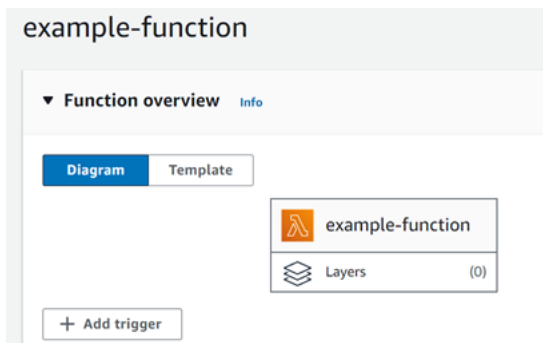 example-function
Function overview Info
Diagram Template
example-function
Layers (0)
+ Add trigger